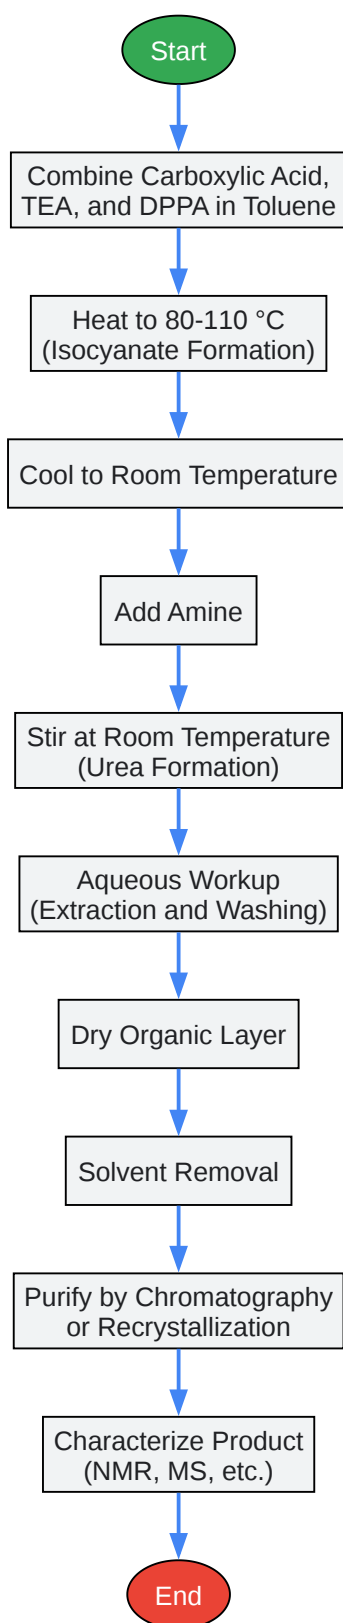 Start
Combine Carboxylic Acid,
TEA, and DPPA in Toluene
Heat to 80-110 °C
(Isocyanate Formation)
Cool to Room Temperature
Add Amine
Stir at Room Temperature
(Urea Formation)
Aqueous Workup
(Extraction and Washing)
Dry Organic Layer
Solvent Removal
Purify by Chromatography
or Recrystallization
Characterize Product
(NMR, MS, etc.)
End